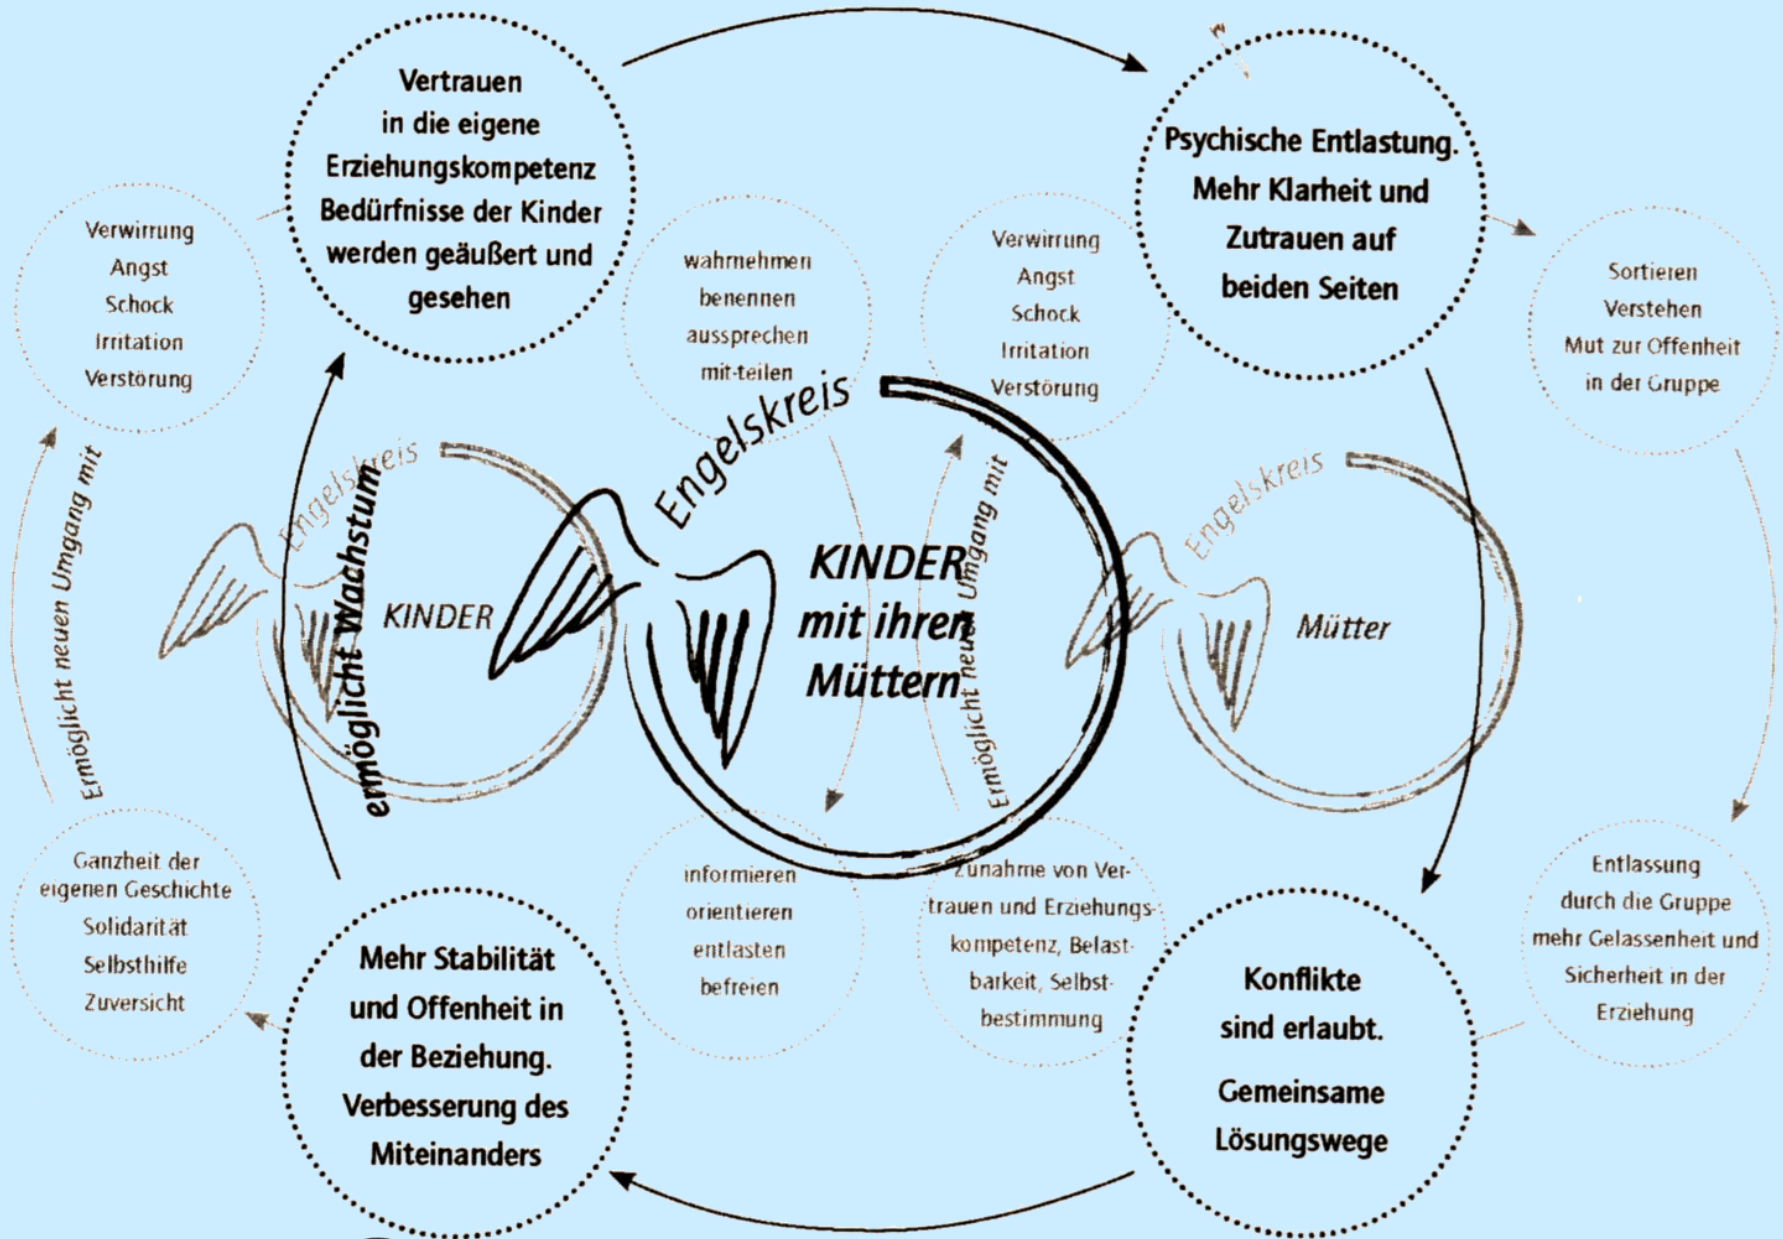 Vertrauen
in die eigene
Erziehungskompetenz
Bedürfnisse der Kinder
werden geäußert und
gesehen
Psychische Entlastung.
Mehr Klarheit und
Zutrauen auf
beiden Seiten
Verwirrung
Angst
Schock
Irritation
Verstörung
wahrnehmen
benennen
aussprechen
mit-teilen
Verwirrung
Angst
Schock
Irritation
Verstörung
Sortieren
Verstehen
Mut zur Offenheit
in der Gruppe
Ermöglicht neuen Umgang mit
Engelskreis
KINDER
ermöglicht Wachstum
Engelskreis
KINDER
mit ihren
Müttern
Ermöglicht neuen Umgang mit
Engelskreis
Mütter
Ganzheit der
eigenen Geschichte
Solidarität
Selbsthilfe
Zuversicht
informieren
orientieren
entlasten
befreien
Zunahme von Ver-
trauen und Erziehungs-
kompetenz, Belast-
barkeit, Selbst-
bestimmung
Entlassung
durch die Gruppe
mehr Gelassenheit und
Sicherheit in der
Erziehung
Mehr Stabilität
und Offenheit in
der Beziehung.
Verbesserung des
Miteinanders
Konflikte
sind erlaubt.
Gemeinsame
Lösungswege